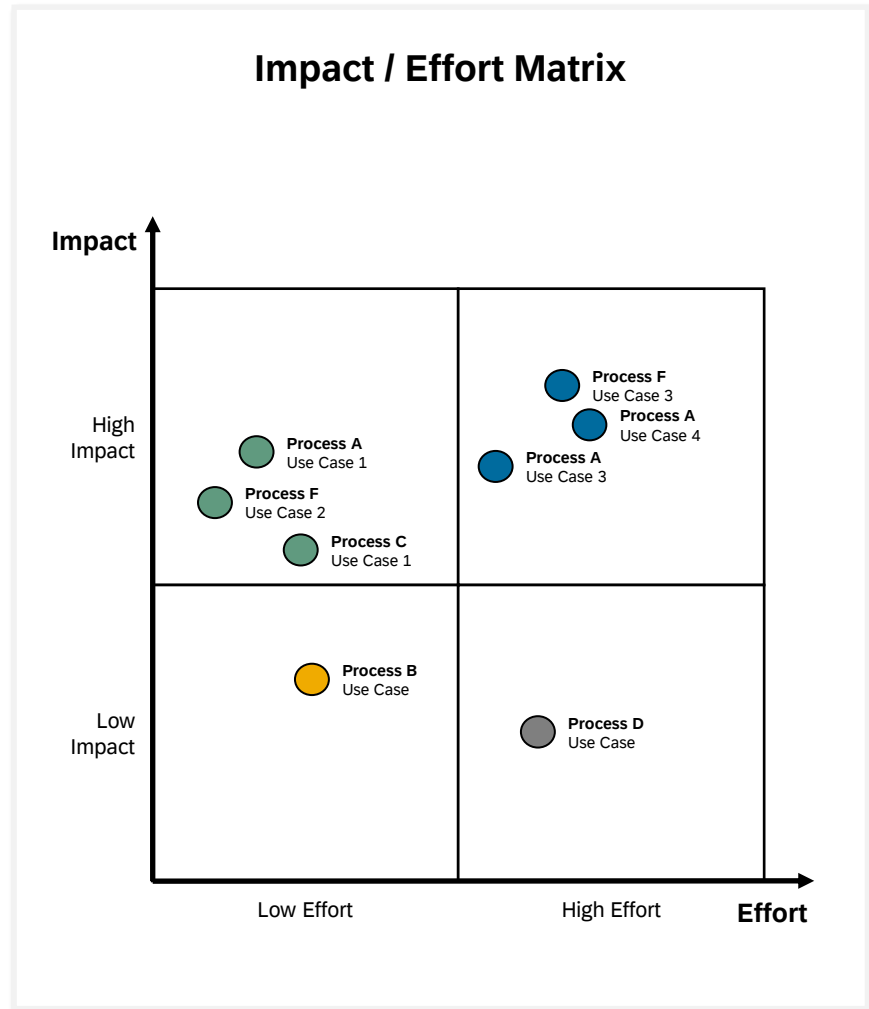 Impact / Effort Matrix
Impact
High
Impact
Process F
Use Case 3
Process A
Use Case 4
Process A
Use Case 1
Process A
Use Case 3
Process F
Use Case 2
Process C
Use Case 1
Low
Impact
Process B
Use Case
Process D
Use Case
Low Effort
High Effort
Effort